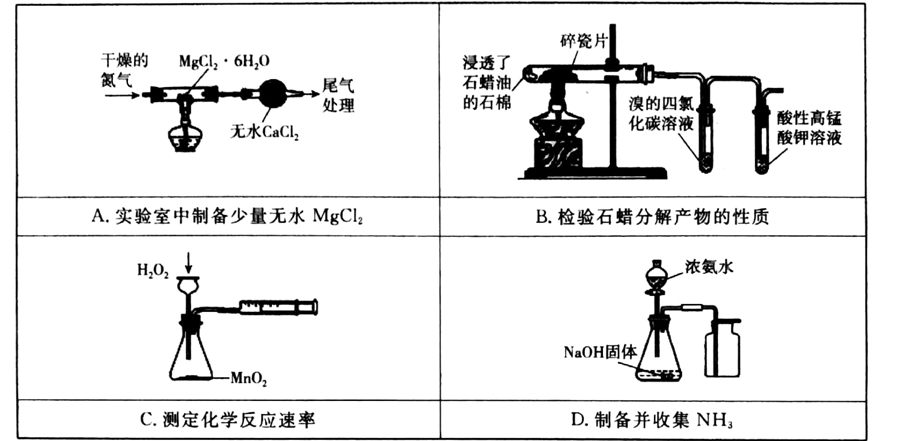 干燥的
氮气
MgCl₂·6H₂O
尾气
处理
无水CaCl₂
A. 实验室中制备少量无水 MgCl₂
碎瓷片
浸透了
石蜡油
的石棉
溴的四氯
化碳溶液
酸性高锰
酸钾溶液
B. 检验石蜡分解产物的性质
H₂O₂
MnO₂
C. 测定化学反应速率
浓氨水
NaOH固体
D. 制备并收集 NH₃